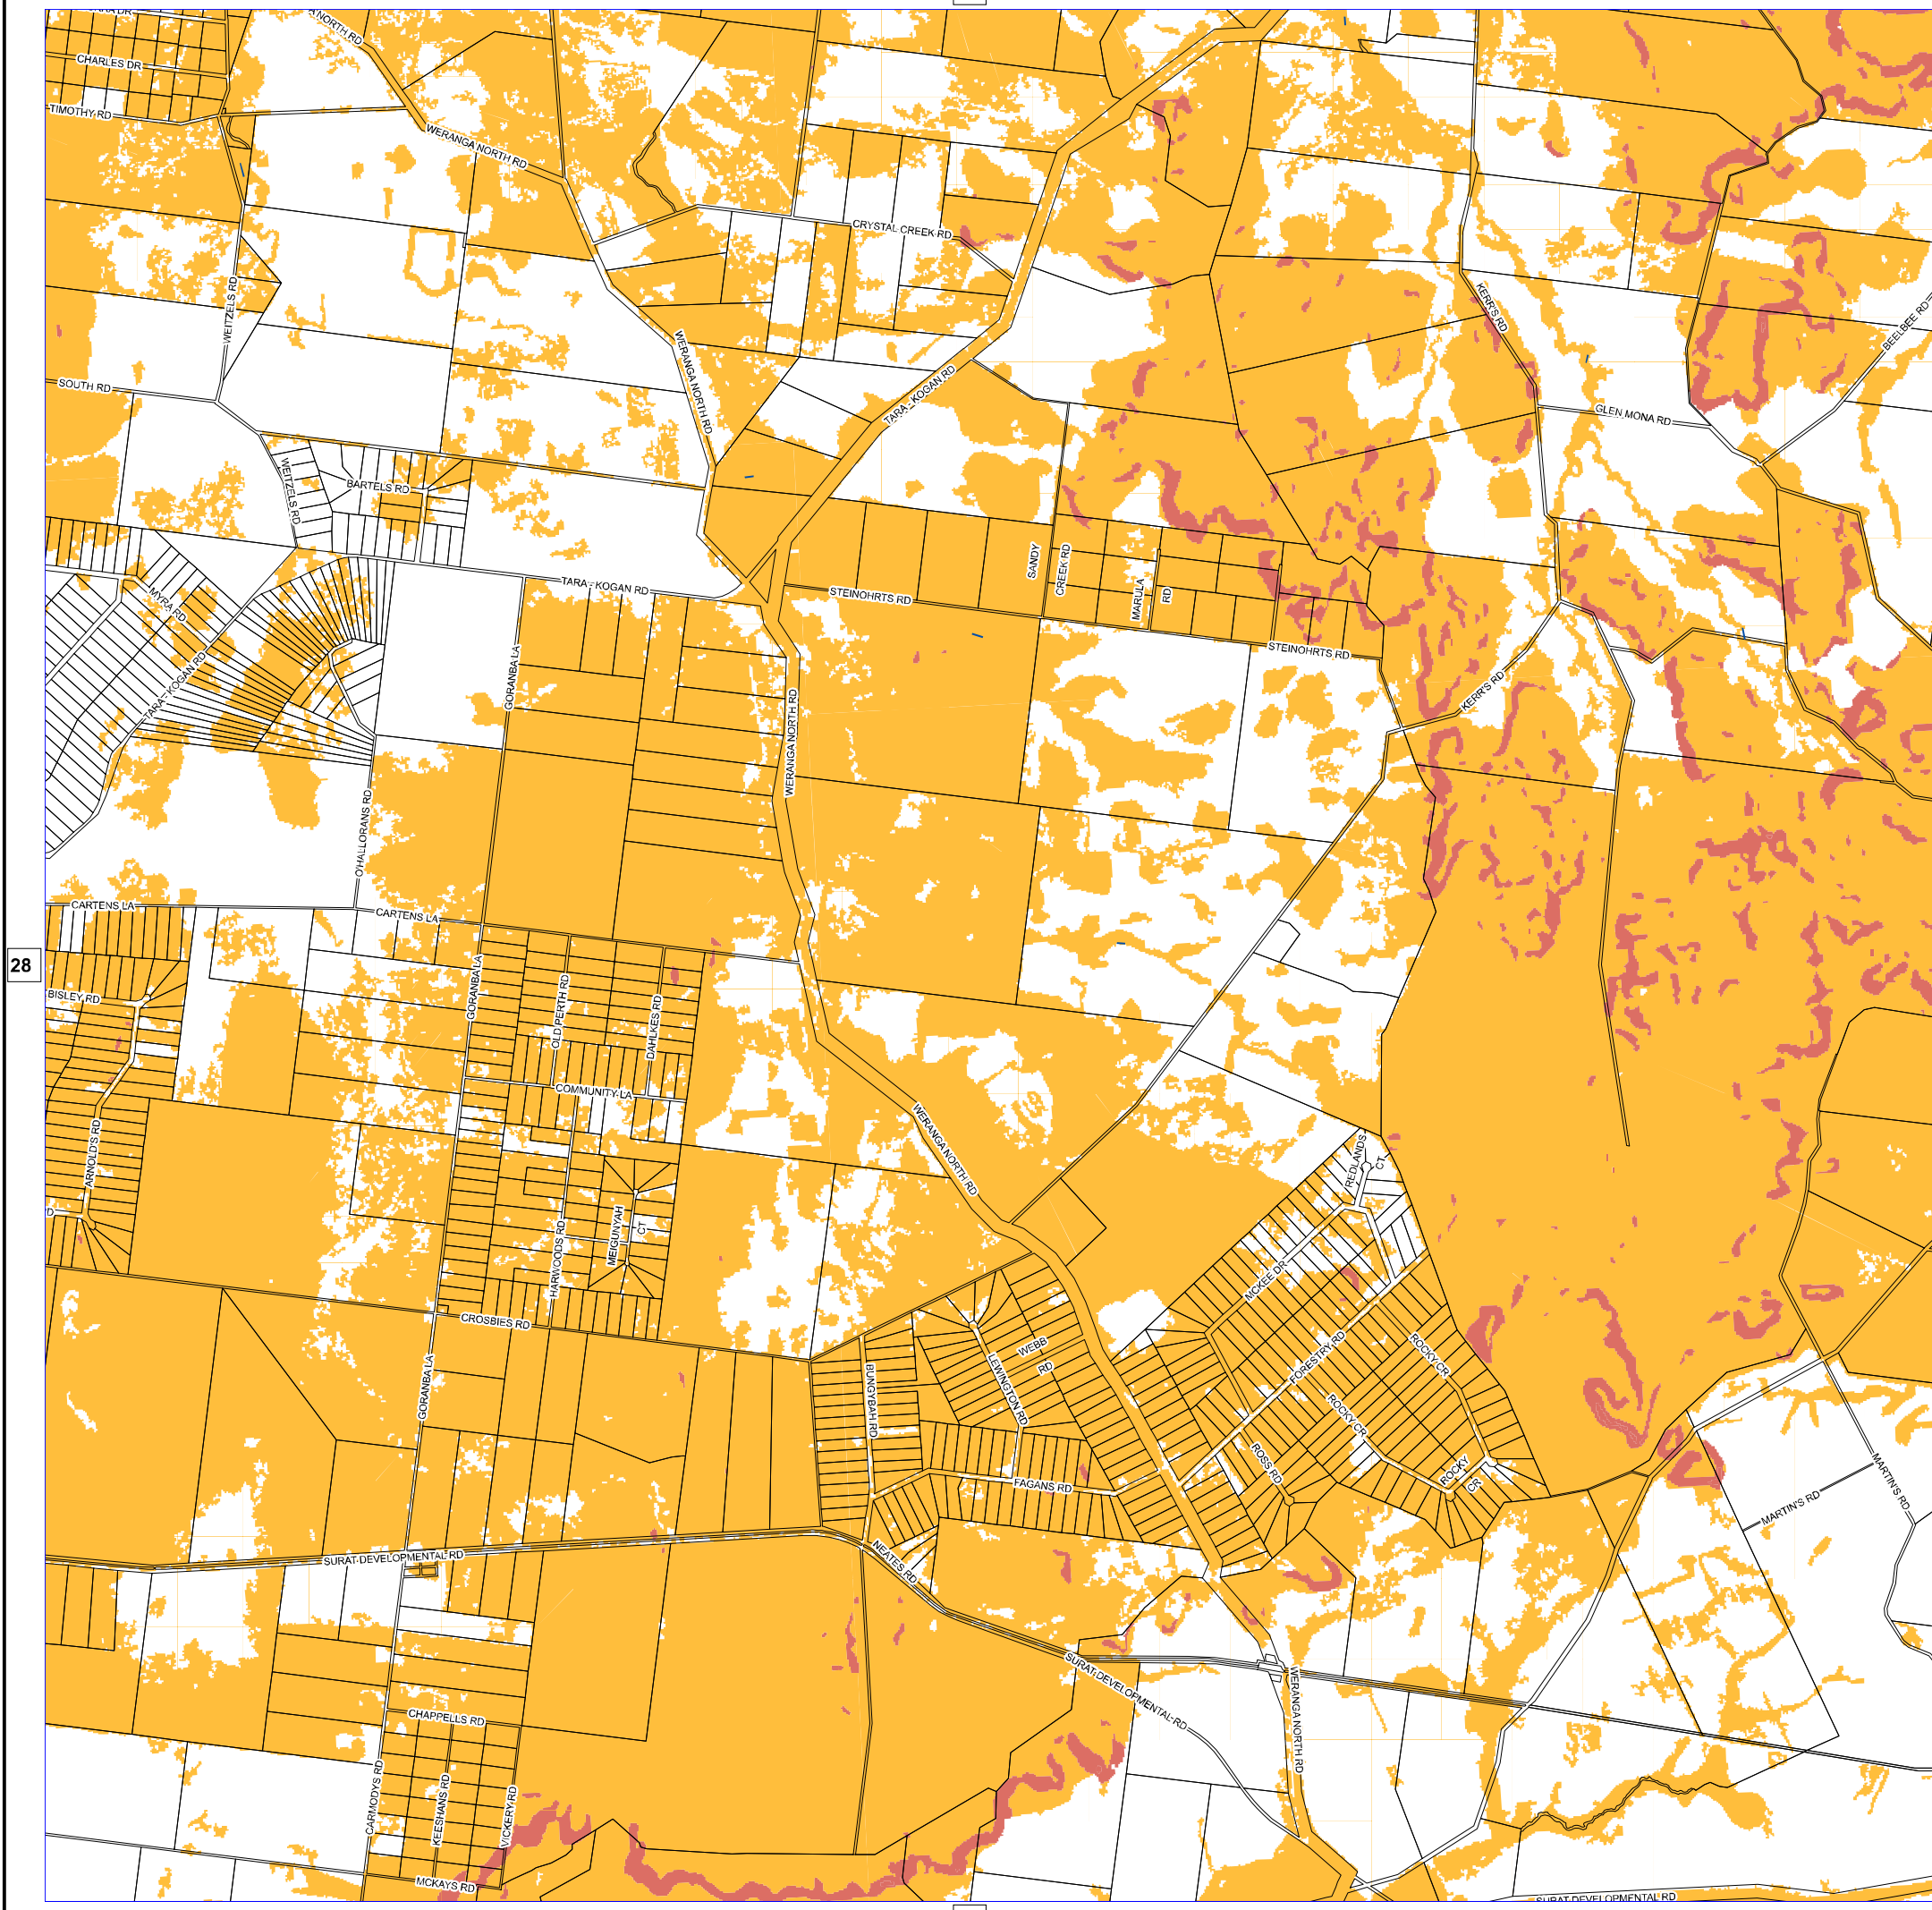 CHARLES DR
TIMOTHY RD
WERANGA NORTH RD
CRYSTAL CREEK RD
WEITZELS RD
KERR'S RD
BEELBEE RD
WERANGA NORTH RD
SOUTH RD
TARA - KOGAN RD
GLEN MONA RD
WEITZELS RD
BARTELS RD
SANDY
CREEK RD
TARA - KOGAN RD
STEINOHRTS RD
MARULA
RD
MYRA RD
STEINOHRTS RD
TARA - KOGAN RD
GORANBA LA
WERANGA NORTH RD
KERR'S RD
O'HALLORANS RD
CARTENS LA
CARTENS LA
28
BISLEY RD
GORANBA LA
OLD PERTH RD
DAHLKES RD
COMMUNITY LA
ARNOLD'S RD
WERANGA NORTH RD
REDLANDS
CT
HARWOODS RD
MEIGUNYAH
CT
MCKEE DR
CROSBIES RD
GORANBA LA
BUNGYBAH RD
LEWINGTON RD
WEBB
RD
FORESTRY RD
ROCKY CR
ROCKY CR
ROSS RD
ROCKY
CR
FAGANS RD
MARTIN'S RD
MARTIN'S RD
SURAT DEVELOPMENTAL RD
NEATES RD
SURAT DEVELOPMENTAL RD
WERANGA NORTH RD
CHAPPELLS RD
CARMODYS RD
KEESHANS RD
VICKERY RD
MCKAYS RD
SURAT DEVELOPMENTAL RD